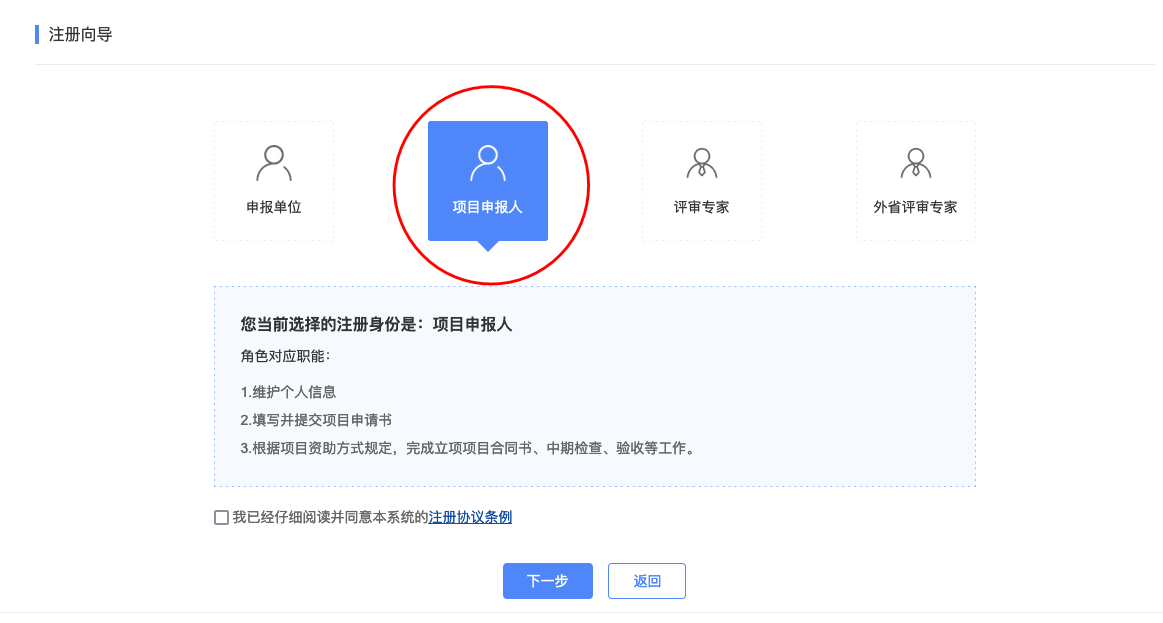 注册向导
申报单位
项目申报人
评审专家
外省评审专家
您当前选择的注册身份是：项目申报人
角色对应职能：
1.维护个人信息
2.填写并提交项目申请书
3.根据项目资助方式规定，完成立项项目合同书、中期检查、验收等工作。
我已经仔细阅读并同意本系统的注册协议条例
下一步
返回